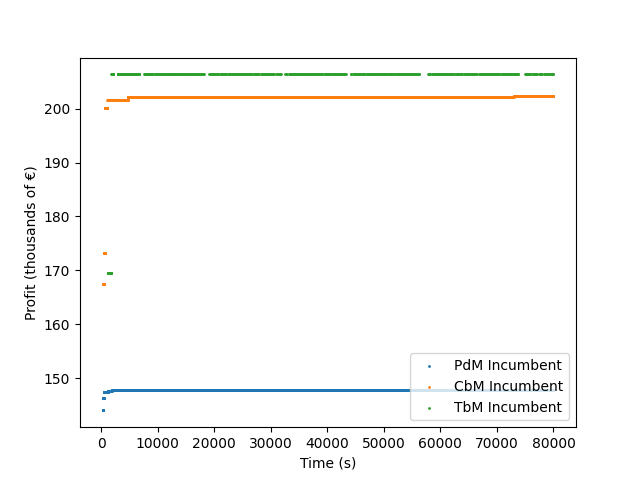 200
190
180
170
160
150
Profit (thousands of €)
PdM Incumbent
CbM Incumbent
TbM Incumbent
0 10000 20000 30000 40000 50000 60000 70000 80000
Time (s)